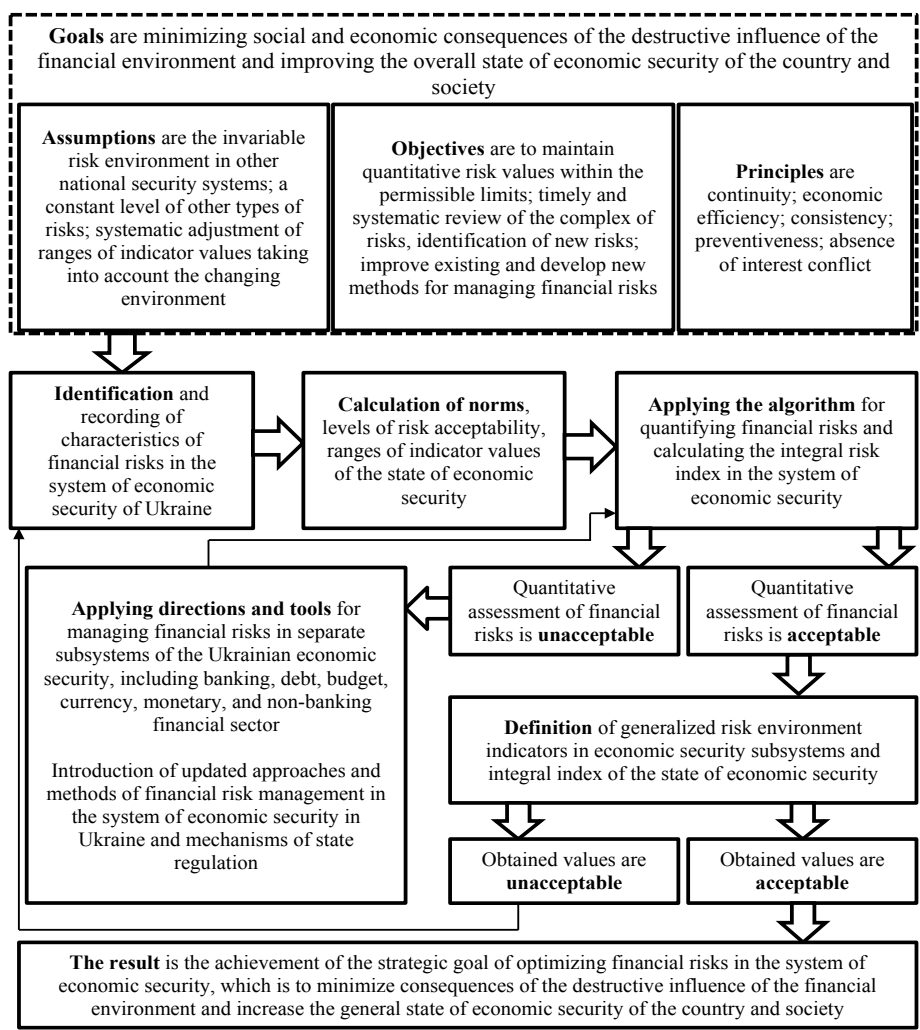 Goals are minimizing social and economic consequences of the destructive influence of the
financial environment and improving the overall state of economic security of the country and
society
Assumptions are the invariable
risk environment in other
national security systems; a
constant level of other types of
risks; systematic adjustment of
ranges of indicator values taking
into account the changing
environment
Objectives are to maintain
quantitative risk values within the
permissible limits; timely and
systematic review of the complex of
risks, identification of new risks;
improve existing and develop new
methods for managing financial risks
Principles are
continuity; economic
efficiency; consistency;
preventiveness; absence
of interest conflict
Identification and
recording of
characteristics of
financial risks in the
system of economic
security of Ukraine
Calculation of norms,
levels of risk acceptability,
ranges of indicator values
of the state of economic
security
Applying the algorithm for
quantifying financial risks and
calculating the integral risk
index in the system of
economic security
Applying directions and tools for
managing financial risks in separate
subsystems of the Ukrainian economic
security, including banking, debt, budget,
currency, monetary, and non-banking
financial sector
Introduction of updated approaches and
methods of financial risk management in
the system of economic security in
Ukraine and mechanisms of state
regulation
Quantitative
assessment of financial
risks is unacceptable
Quantitative
assessment of financial
risks is acceptable
Definition of generalized risk environment
indicators in economic security subsystems and
integral index of the state of economic security
Obtained values are
unacceptable
Obtained values are
acceptable
The result is the achievement of the strategic goal of optimizing financial risks in the system of
economic security, which is to minimize consequences of the destructive influence of the financial
environment and increase the general state of economic security of the country and society